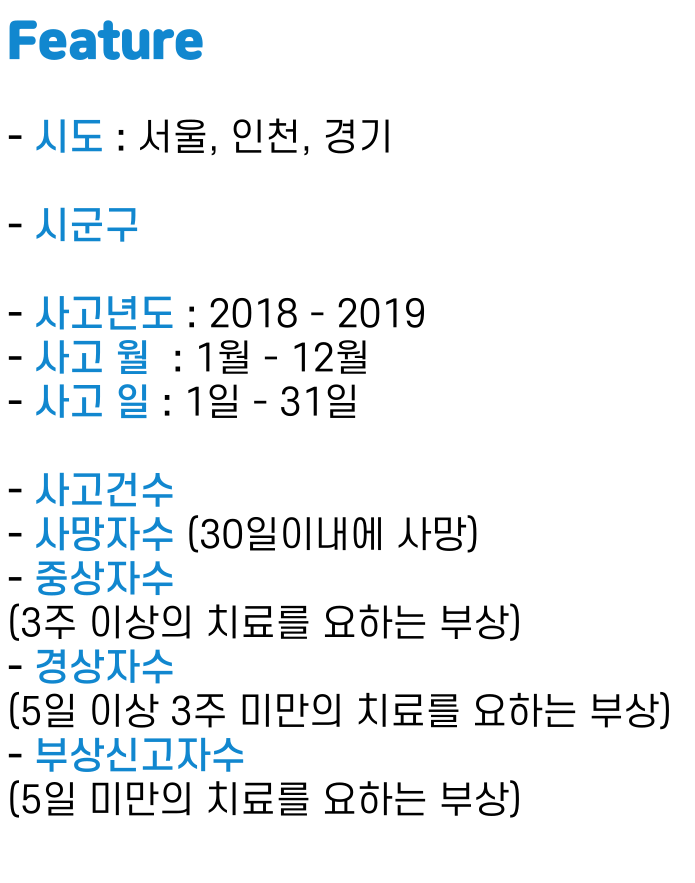 Feature
- 시도 : 서울, 인천, 경기
- 시군구
- 사고년도 : 2018 - 2019
- 사고 월  : 1월 - 12월
- 사고 일 : 1일 - 31일
- 사고건수
- 사망자수 (30일이내에 사망)
- 중상자수
(3주 이상의 치료를 요하는 부상)
- 경상자수
(5일 이상 3주 미만의 치료를 요하는 부상)
- 부상신고자수
(5일 미만의 치료를 요하는 부상)